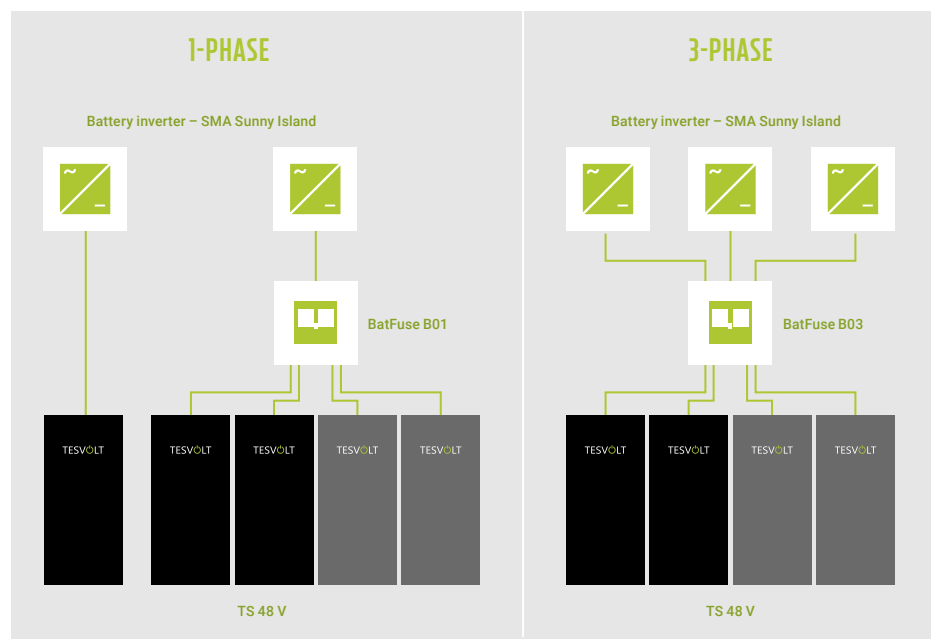 1-PHASE
Battery inverter – SMA Sunny Island
BatFuse B01
TESVOLT
TESVOLT
TESVOLT
TESVOLT
TESVOLT
TS 48 V
3-PHASE
Battery inverter – SMA Sunny Island
BatFuse B03
TESVOLT
TESVOLT
TESVOLT
TESVOLT
TS 48 V